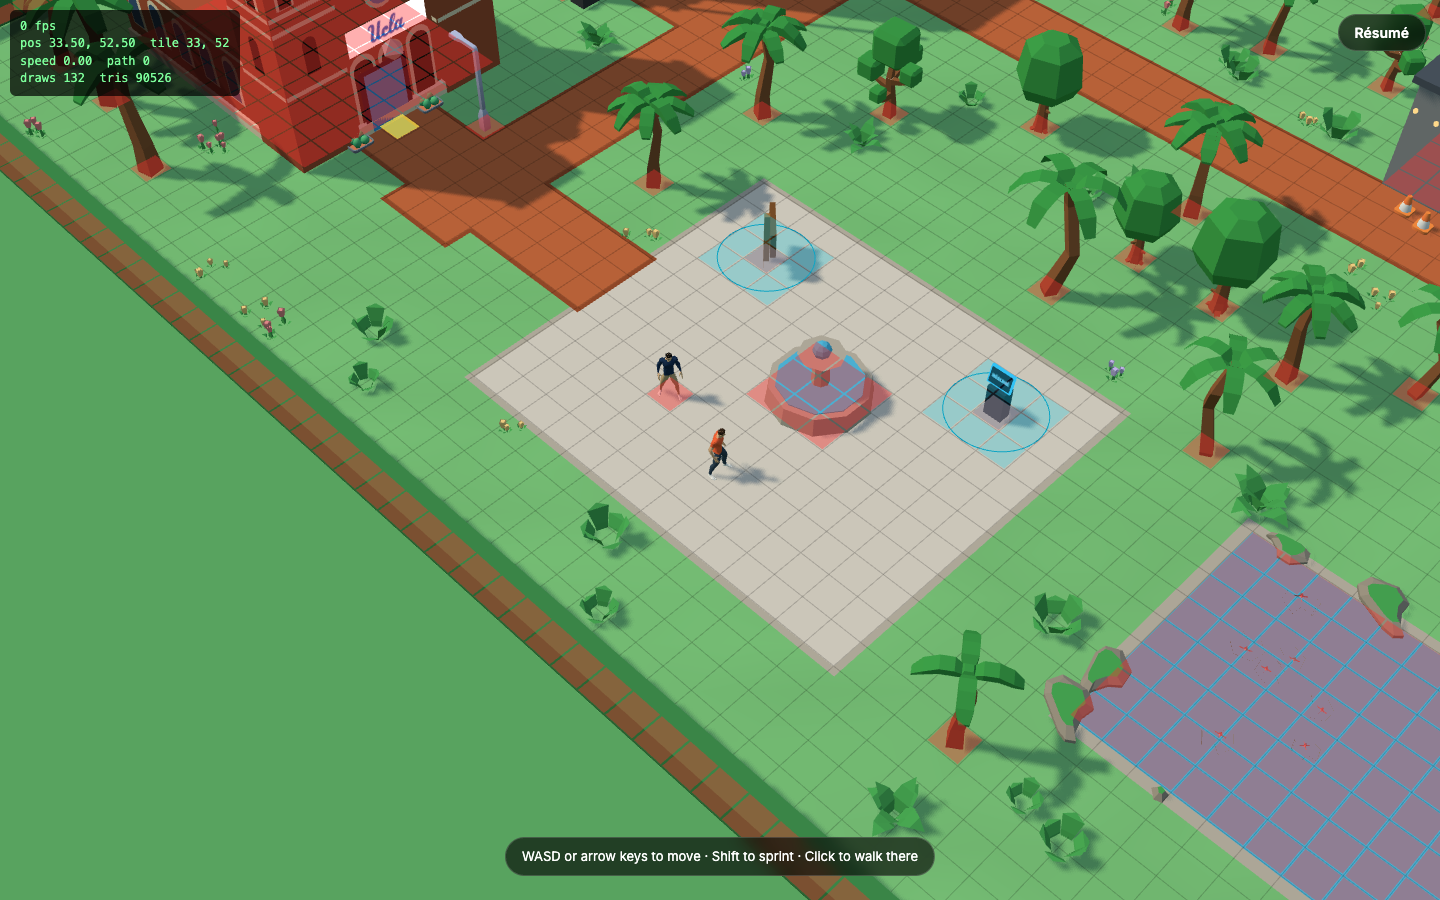 0 fps
pos 33.50, 52.50 tile 33, 52
speed 0.00 path 0
draws 132 tris 90526
Ucla
Résumé
WASD or arrow keys to move · Shift to sprint · Click to walk there